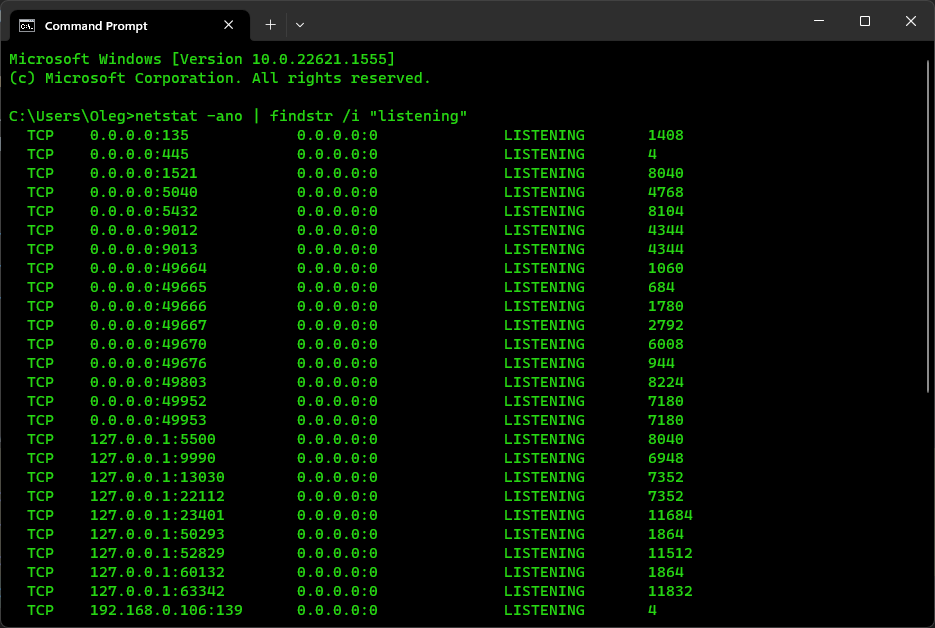 Command Prompt
Microsoft Windows [Version 10.0.22621.1555]
(c) Microsoft Corporation. All rights reserved.
C:\Users\Oleg>netstat -ano | findstr /i "listening"
TCP 0.0.0.0:135 0.0.0.0:0 LISTENING 1408
TCP 0.0.0.0:445 0.0.0.0:0 LISTENING 4
TCP 0.0.0.0:1521 0.0.0.0:0 LISTENING 8040
TCP 0.0.0.0:5040 0.0.0.0:0 LISTENING 4768
TCP 0.0.0.0:5432 0.0.0.0:0 LISTENING 8104
TCP 0.0.0.0:9012 0.0.0.0:0 LISTENING 4344
TCP 0.0.0.0:9013 0.0.0.0:0 LISTENING 4344
TCP 0.0.0.0:49664 0.0.0.0:0 LISTENING 1060
TCP 0.0.0.0:49665 0.0.0.0:0 LISTENING 684
TCP 0.0.0.0:49666 0.0.0.0:0 LISTENING 1780
TCP 0.0.0.0:49667 0.0.0.0:0 LISTENING 2792
TCP 0.0.0.0:49670 0.0.0.0:0 LISTENING 6008
TCP 0.0.0.0:49676 0.0.0.0:0 LISTENING 944
TCP 0.0.0.0:49803 0.0.0.0:0 LISTENING 8224
TCP 0.0.0.0:49952 0.0.0.0:0 LISTENING 7180
TCP 0.0.0.0:49953 0.0.0.0:0 LISTENING 7180
TCP 127.0.0.1:5500 0.0.0.0:0 LISTENING 8040
TCP 127.0.0.1:9990 0.0.0.0:0 LISTENING 6948
TCP 127.0.0.1:13030 0.0.0.0:0 LISTENING 7352
TCP 127.0.0.1:22112 0.0.0.0:0 LISTENING 7352
TCP 127.0.0.1:23401 0.0.0.0:0 LISTENING 11684
TCP 127.0.0.1:50293 0.0.0.0:0 LISTENING 1864
TCP 127.0.0.1:52829 0.0.0.0:0 LISTENING 11512
TCP 127.0.0.1:60132 0.0.0.0:0 LISTENING 1864
TCP 127.0.0.1:63342 0.0.0.0:0 LISTENING 11832
TCP 192.168.0.106:139 0.0.0.0:0 LISTENING 4